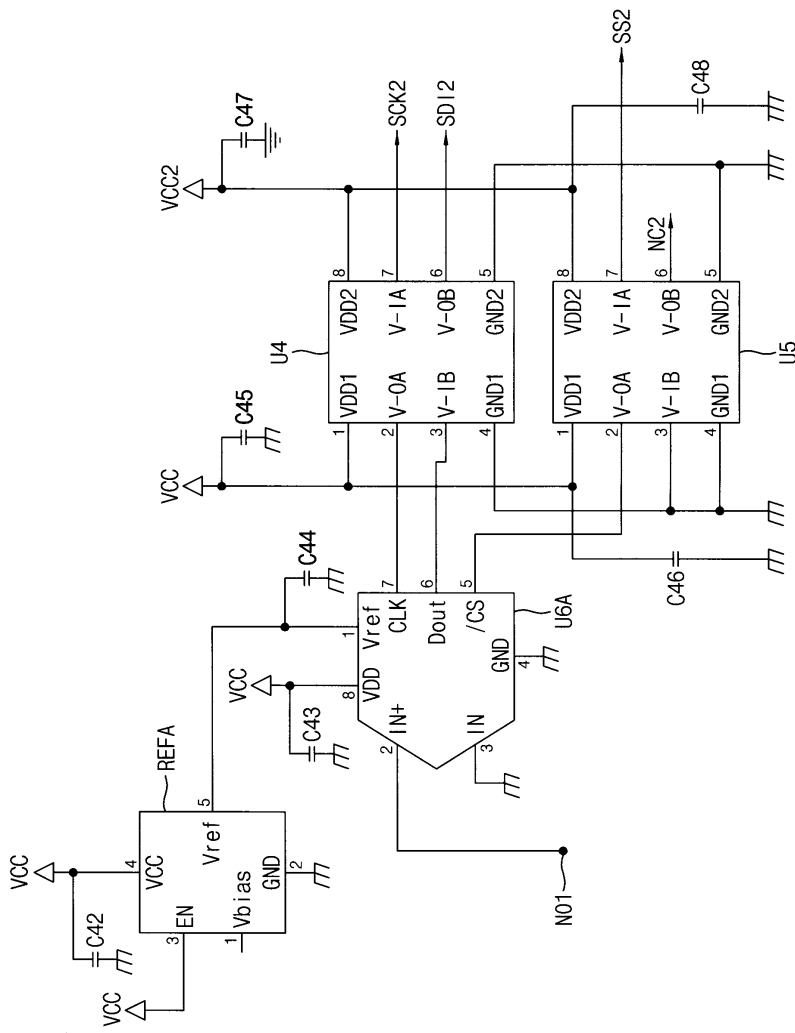 VCC
VCC
C42
3
4
EN
VCC
1
Vbias
Vref
5
GND
2
REFA
VCC
C43
8
VDD
1
Vref
C44
2
IN+
CLK
7
Dout
6
3
IN
/CS
5
GND
4
U6A
N01
VCC
C45
VCC2
C47
U4
1
VDD1
VDD2
8
2
V-OA
V-IA
7
SCK2
3
V-IB
V-OB
6
SDI2
4
GND1
GND2
5
C46
1
VDD1
VDD2
8
2
V-OA
V-IA
7
SS2
3
V-IB
V-OB
6
NC2
4
GND1
GND2
5
U5
C48